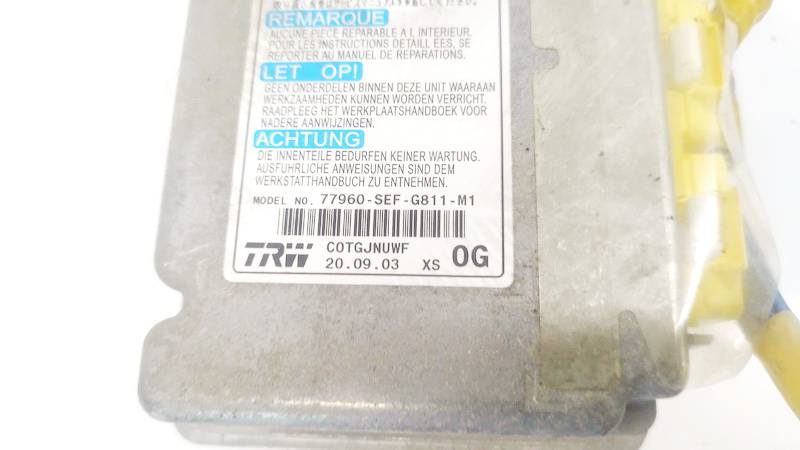 REMARQUE
AUCUNE PIECE REPARABLE A L INTERIEUR.
POUR LES INSTRUCTIONS DETAILL EES, SE
REPORTER AU MANUEL DE REPARATIONS.
LET OP!
GEEN ONDERDELEN BINNEN DEZE UNIT WAARAAN
WERKZAAMHEDEN KUNNEN WORDEN VERRICHT.
RAADPLEEG HET WERKPLAATSHANDBOEK VOOR
NADERE AANWIJZINGEN.
ACHTUNG
DIE INNENTEILE BEDURFEN KEINER WARTUNG.
AUSFUHRLICHE ANWEISUNGEN SIND DEM
WERKSTATTHANDBUCH ZU ENTNEHMEN.
MODEL NO. 77960-SEF-G811-M1
TRW C0TGJNUWF
20.09.03 XS 0G